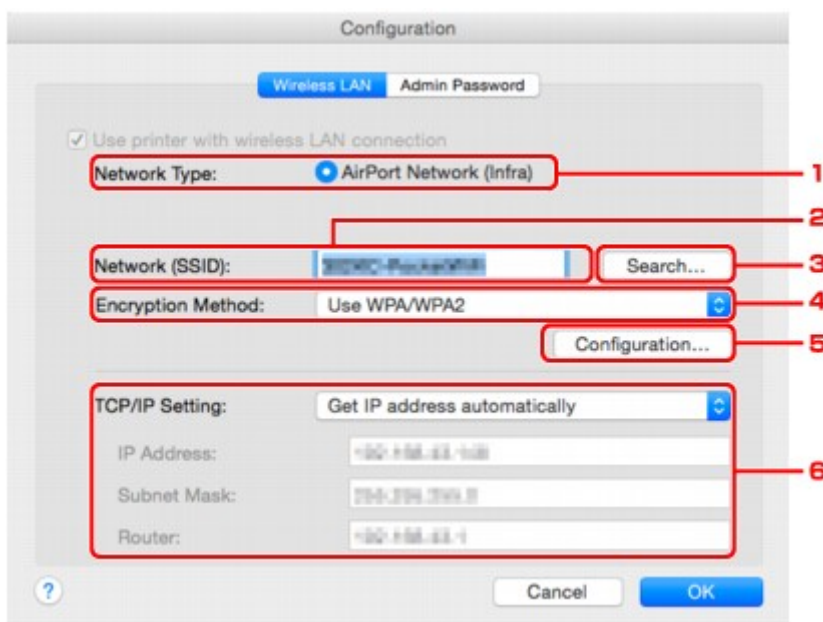 Configuration
Wireless LAN Admin Password
Use printer with wireless LAN connection
Network Type: AirPort Network (Infra) 1
2
Network (SSID): Search... 3
Encryption Method: Use WPA/WPA2 4
Configuration... 5
TCP/IP Setting: Get IP address automatically
IP Address:
6
Subnet Mask:
Router:
? Cancel OK